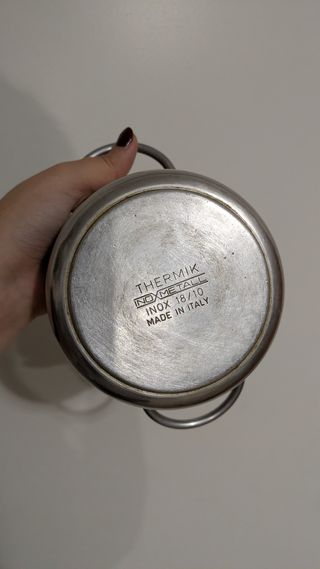 THERMIK
INOXMETALL
INOX 18/10
MADE IN ITALY